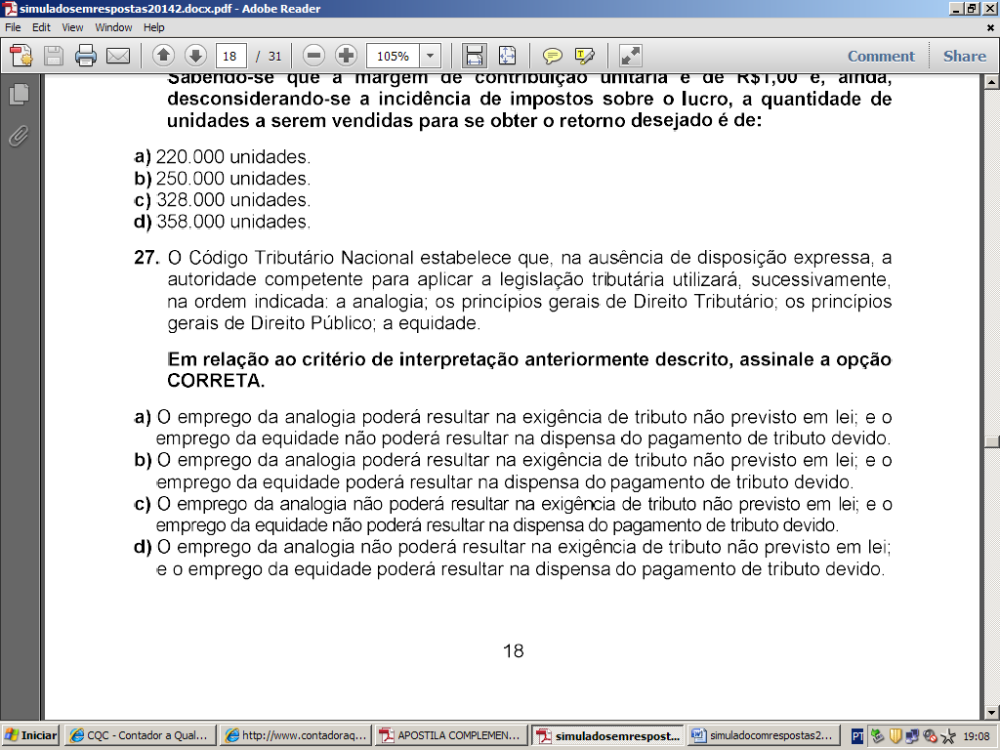 simuladosemrespostas20142.docx.pdf - Adobe Reader
File Edit View Window Help
18 / 31 105% Comment Share
Sabendo-se que a margem de contribuição unitária é de R$1,00 e, ainda,
desconsiderando-se a incidência de impostos sobre o lucro, a quantidade de
unidades a serem vendidas para se obter o retorno desejado é de:
a) 220.000 unidades.
b) 250.000 unidades.
c) 328.000 unidades.
d) 358.000 unidades.
27. O Código Tributário Nacional estabelece que, na ausência de disposição expressa, a
autoridade competente para aplicar a legislação tributária utilizará, sucessivamente,
na ordem indicada: a analogia; os princípios gerais de Direito Tributário; os princípios
gerais de Direito Público; a equidade.
Em relação ao critério de interpretação anteriormente descrito, assinale a opção
CORRETA.
a) O emprego da analogia poderá resultar na exigência de tributo não previsto em lei; e o
emprego da equidade não poderá resultar na dispensa do pagamento de tributo devido.
b) O emprego da analogia poderá resultar na exigência de tributo não previsto em lei; e o
emprego da equidade poderá resultar na dispensa do pagamento de tributo devido.
c) O emprego da analogia não poderá resultar na exigência de tributo não previsto em lei; e o
emprego da equidade não poderá resultar na dispensa do pagamento de tributo devido.
d) O emprego da analogia não poderá resultar na exigência de tributo não previsto em lei;
e o emprego da equidade poderá resultar na dispensa do pagamento de tributo devido.
18
Iniciar CQC - Contador a Qual... http://www.contadoraq... APOSTILA COMPLEMEN... simuladosemrespost... simuladocomrespostas2... PT 19:08